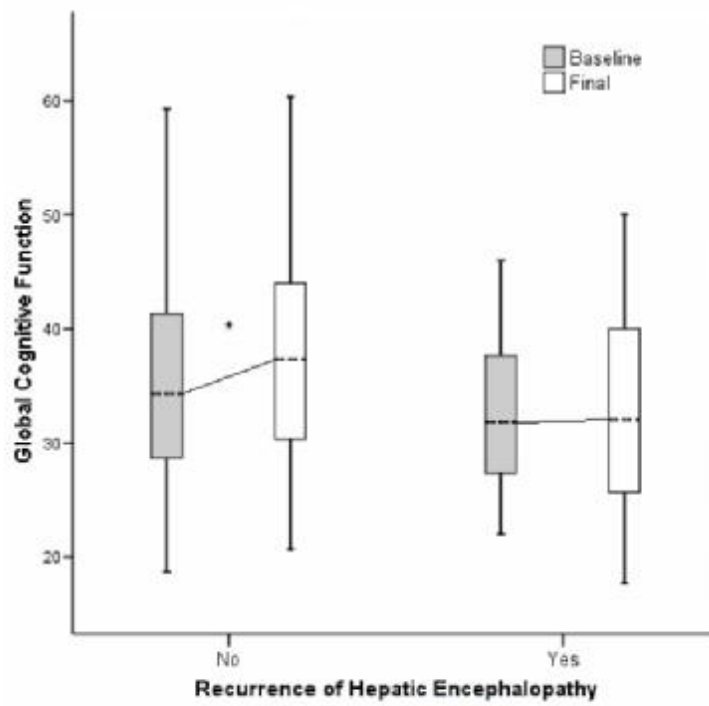 Baseline
Final
60
50
40
30
20
Global Cognitive Function
*
No
Yes
Recurrence of Hepatic Encephalopathy